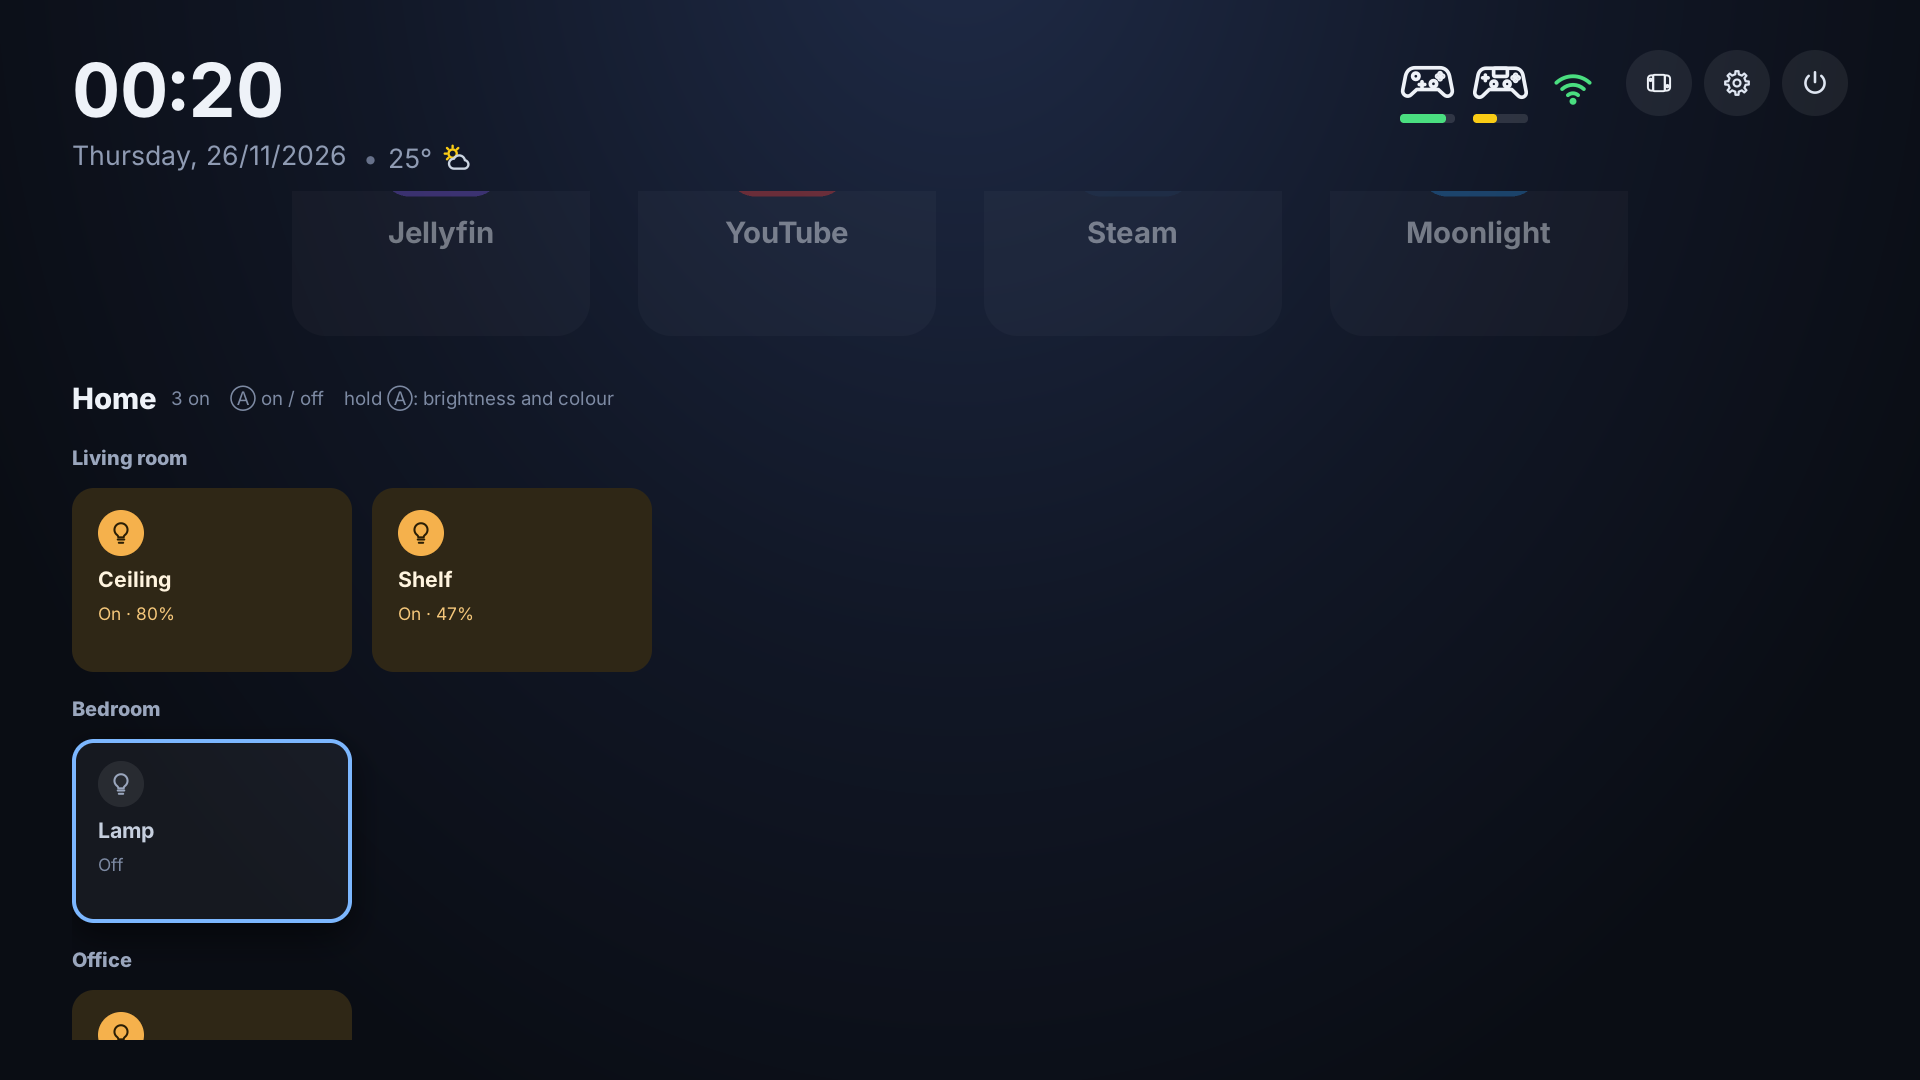 00:20
Thursday, 26/11/2026 • 25°
Jellyfin
YouTube
Steam
Moonlight
Home 3 on Ⓐ on / off hold Ⓐ: brightness and colour
Living room
Ceiling
On · 80%
Shelf
On · 47%
Bedroom
Lamp
Off
Office